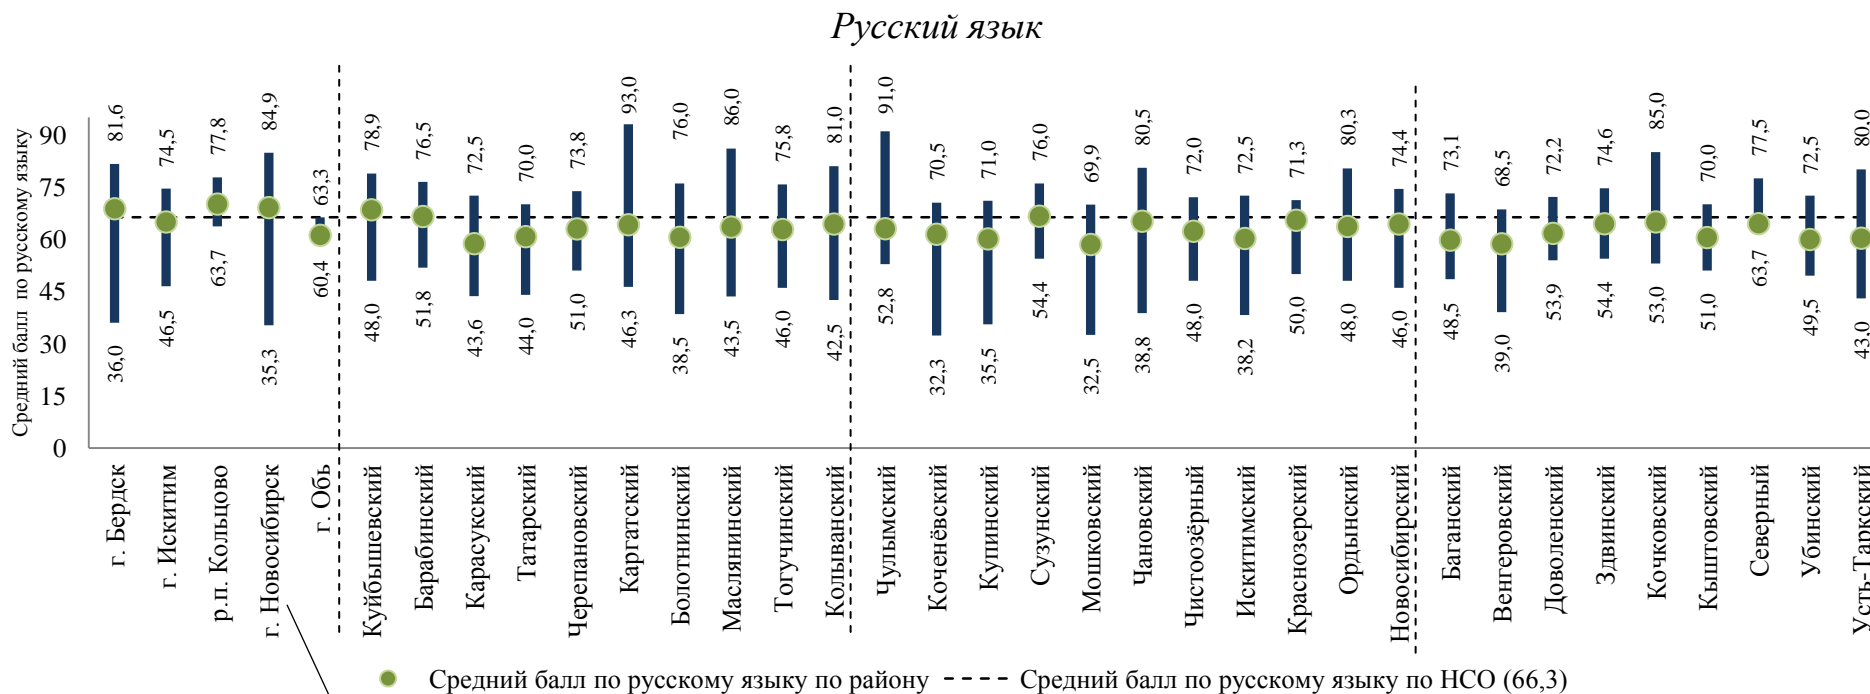 Русский язык
Средний балл по русскому языку
90
75
60
45
30
15
0
81,6
74,5
77,8
84,9
63,3
78,9
76,5
72,5
70,0
73,8
93,0
76,0
86,0
75,8
81,0
91,0
70,5
71,0
76,0
69,9
80,5
72,0
72,5
71,3
80,3
74,4
73,1
68,5
72,2
74,6
85,0
70,0
77,5
72,5
80,0
36,0
46,5
63,7
35,3
60,4
48,0
51,8
43,6
44,0
51,0
46,3
38,5
43,5
46,0
42,5
52,8
32,3
35,5
54,4
32,5
38,8
48,0
38,2
50,0
48,0
46,0
48,5
39,0
53,9
54,4
53,0
51,0
63,7
49,5
43,0
г. Бердск
г. Искитим
р.п. Кольцово
г. Новосибирск
г. Обь
Куйбышевский
Барабинский
Карасукский
Татарский
Черепановский
Каргатский
Болотнинский
Маслянинский
Тогучинский
Колыванский
Чулымский
Коченёвский
Купинский
Сузунский
Мошковский
Чановский
Чистоозёрный
Искитимский
Краснозерский
Ордынский
Новосибирский
Баганский
Венгеровский
Доволенский
Здвинский
Кочковский
Кыштовский
Северный
Убинский
Усть-Таркский
Средний балл по русскому языку по району
Средний балл по русскому языку по НСО (66,3)